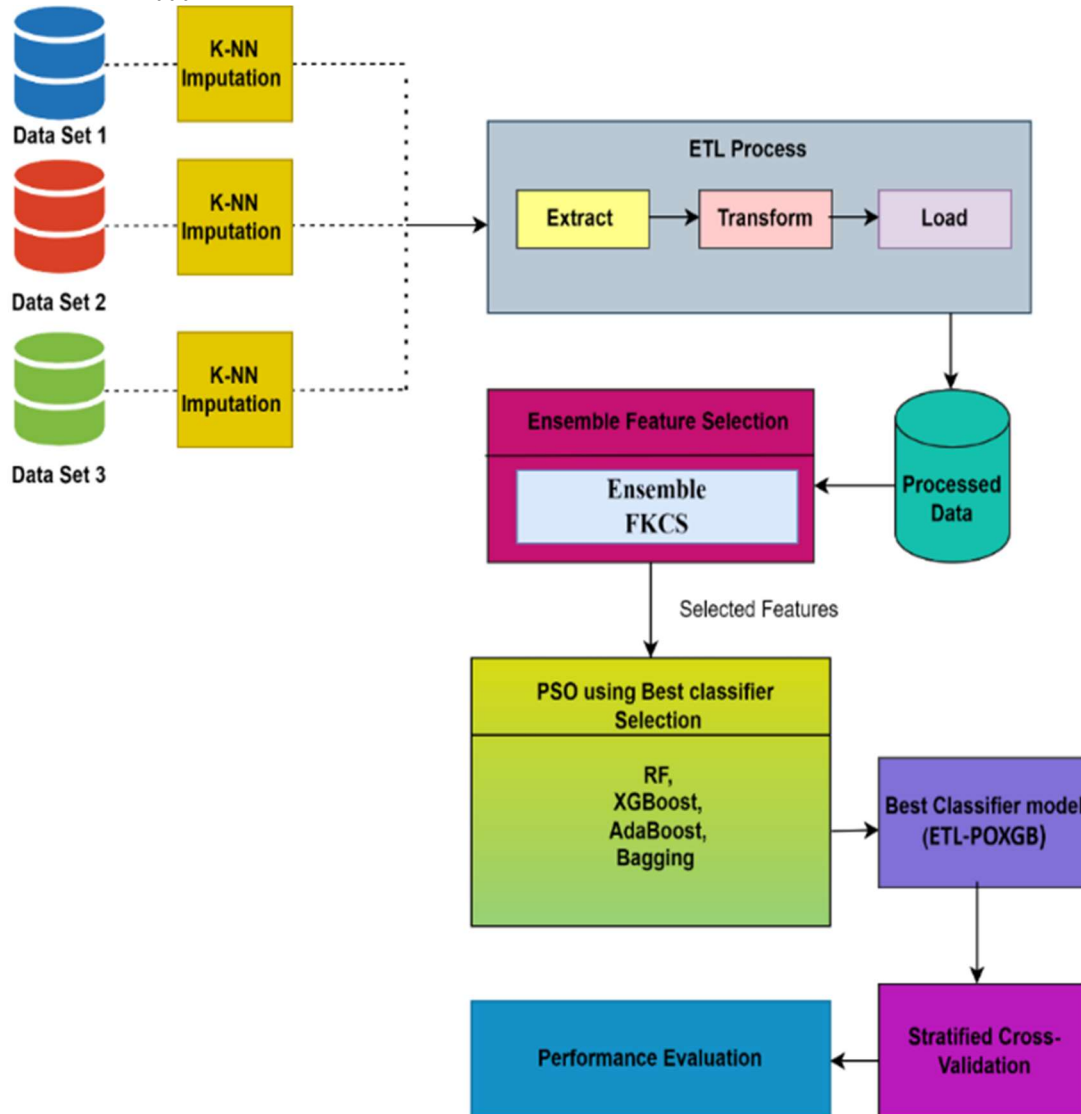 K-NN
Imputation
Data Set 1
K-NN
Imputation
Data Set 2
K-NN
Imputation
Data Set 3
ETL Process
Extract
Transform
Load
Processed
Data
Ensemble Feature Selection
Ensemble
FKCS
Selected Features
PSO using Best classifier
Selection
RF,
XGBoost,
AdaBoost,
Bagging
Best Classifier model
(ETL-POXGB)
Stratified Cross-
Validation
Performance Evaluation